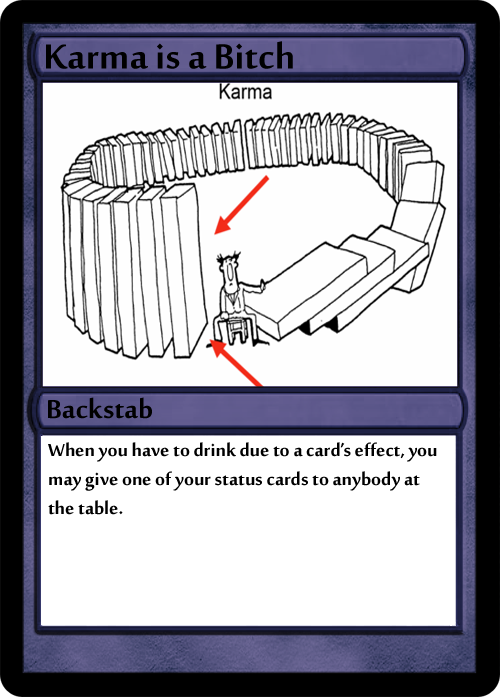 Karma is a Bitch
Karma
Backstab
When you have to drink due to a card's effect, you
may give one of your status cards to anybody at
the table.